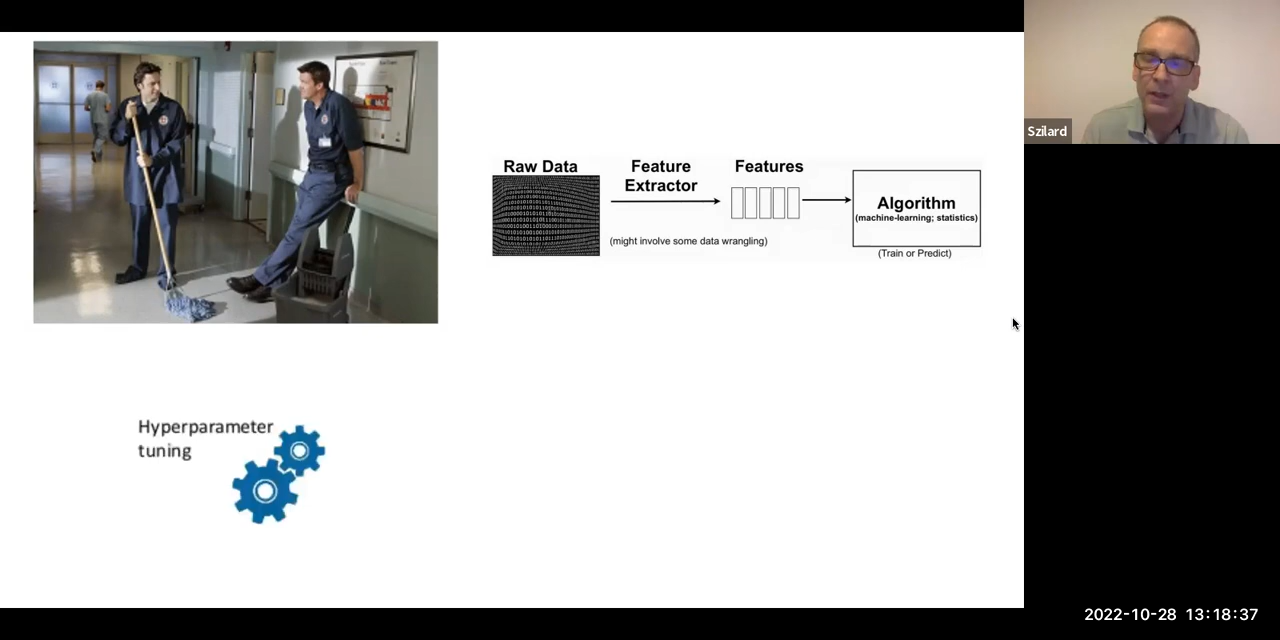 Raw Data
Feature
Extractor
Features
Algorithm
(machine-learning; statistics)
(might involve some data wrangling)
(Train or Predict)
Hyperparameter
tuning
Szilard
2022-10-28 13:18:37